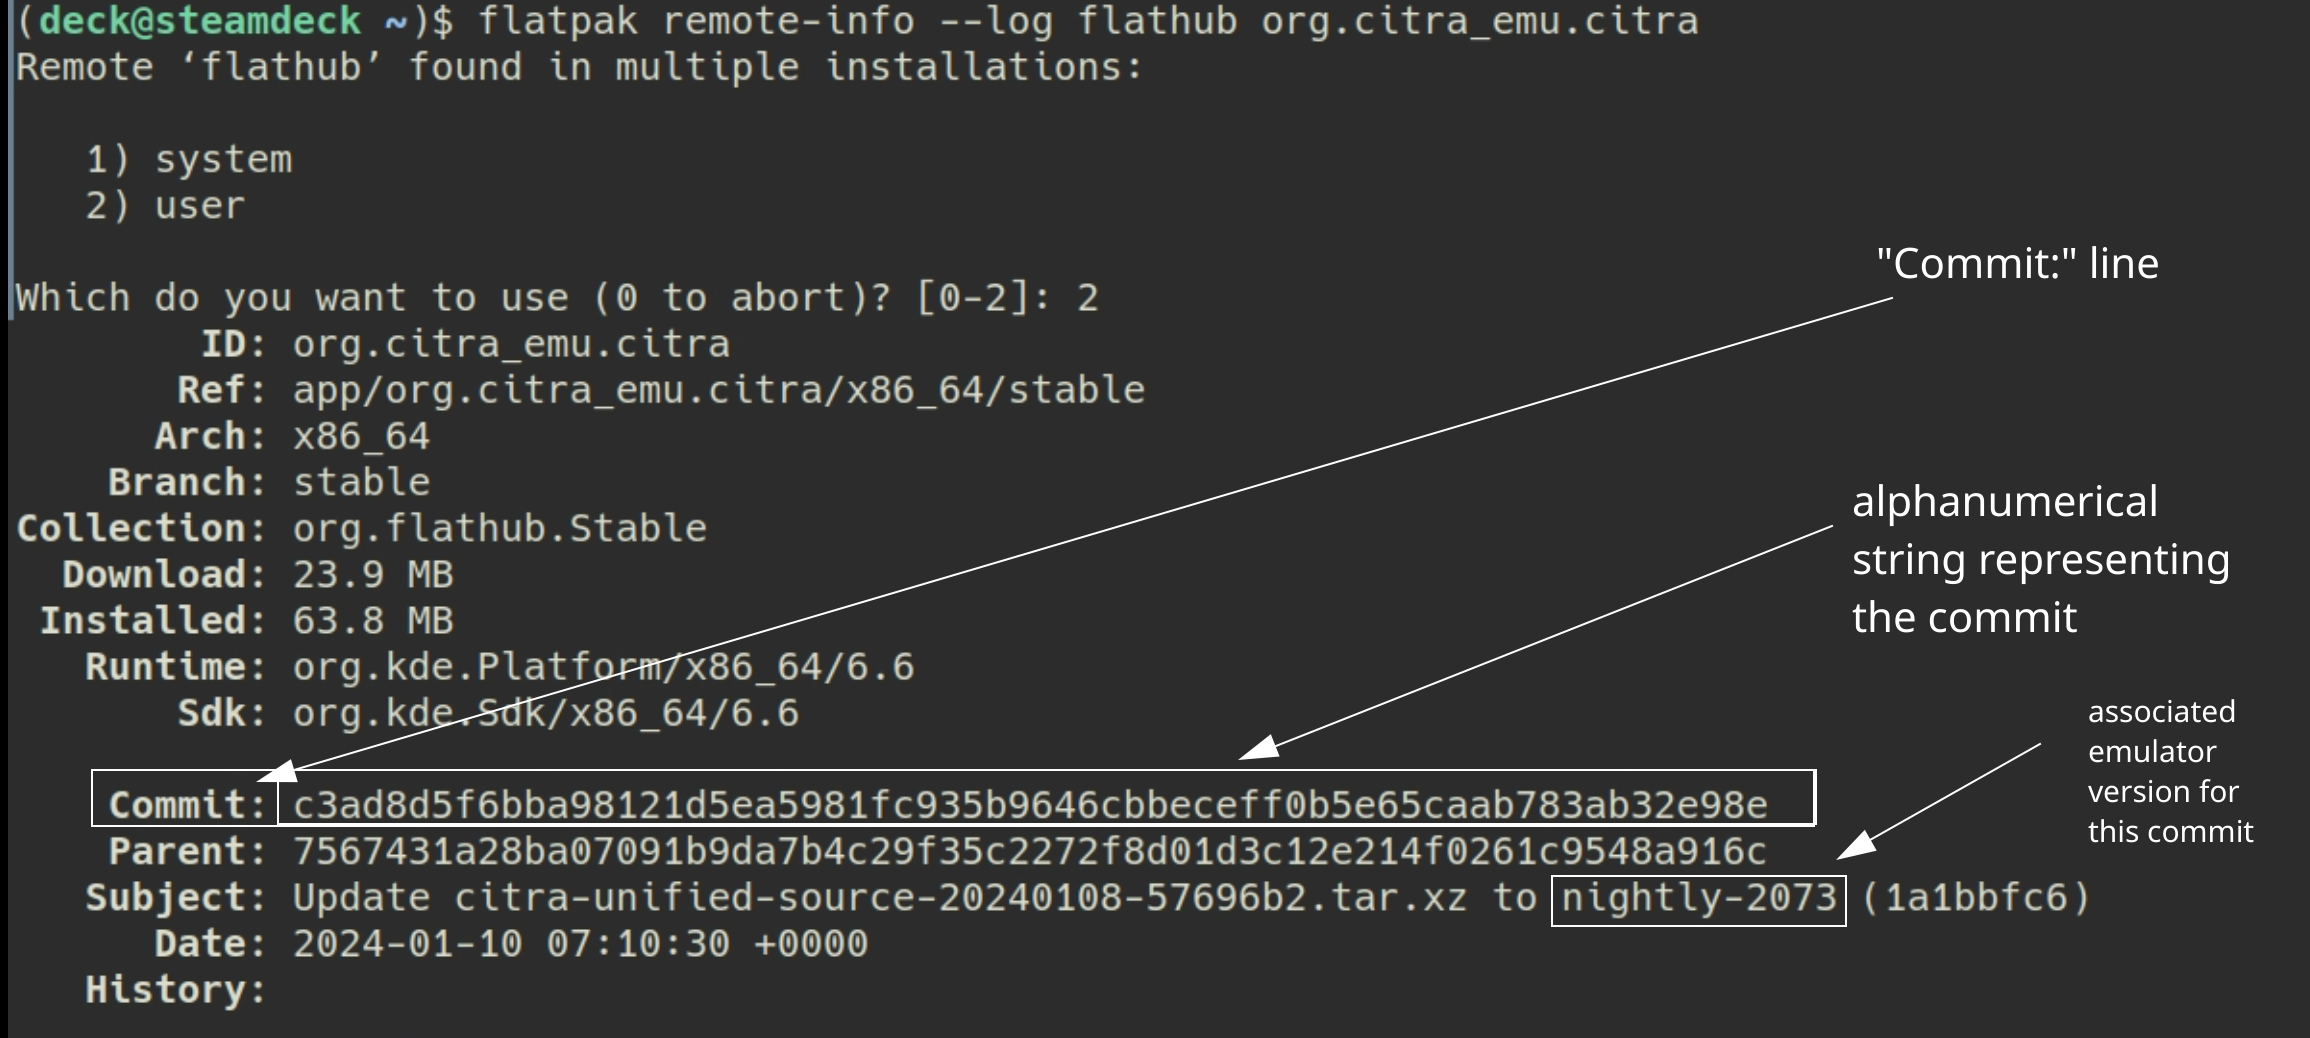 (deck@steamdeck ~)$ flatpak remote-info --log flathub org.citra_emu.citra
Remote ‘flathub’ found in multiple installations:
1) system
2) user
Which do you want to use (0 to abort)? [0-2]: 2
ID: org.citra_emu.citra
Ref: app/org.citra_emu.citra/x86_64/stable
Arch: x86_64
Branch: stable
Collection: org.flathub.Stable
Download: 23.9 MB
Installed: 63.8 MB
Runtime: org.kde.Platform/x86_64/6.6
Sdk: org.kde.Sdk/x86_64/6.6
Commit: c3ad8d5f6bba98121d5ea5981fc935b9646cbbeceff0b5e65caab783ab32e98e
Parent: 7567431a28ba07091b9da7b4c29f35c2272f8d01d3c12e214f0261c9548a916c
Subject: Update citra-unified-source-20240108-57696b2.tar.xz to nightly-2073 (1a1bbfc6)
Date: 2024-01-10 07:10:30 +0000
History:
"Commit:" line
alphanumerical
string representing
the commit
associated
emulator
version for
this commit